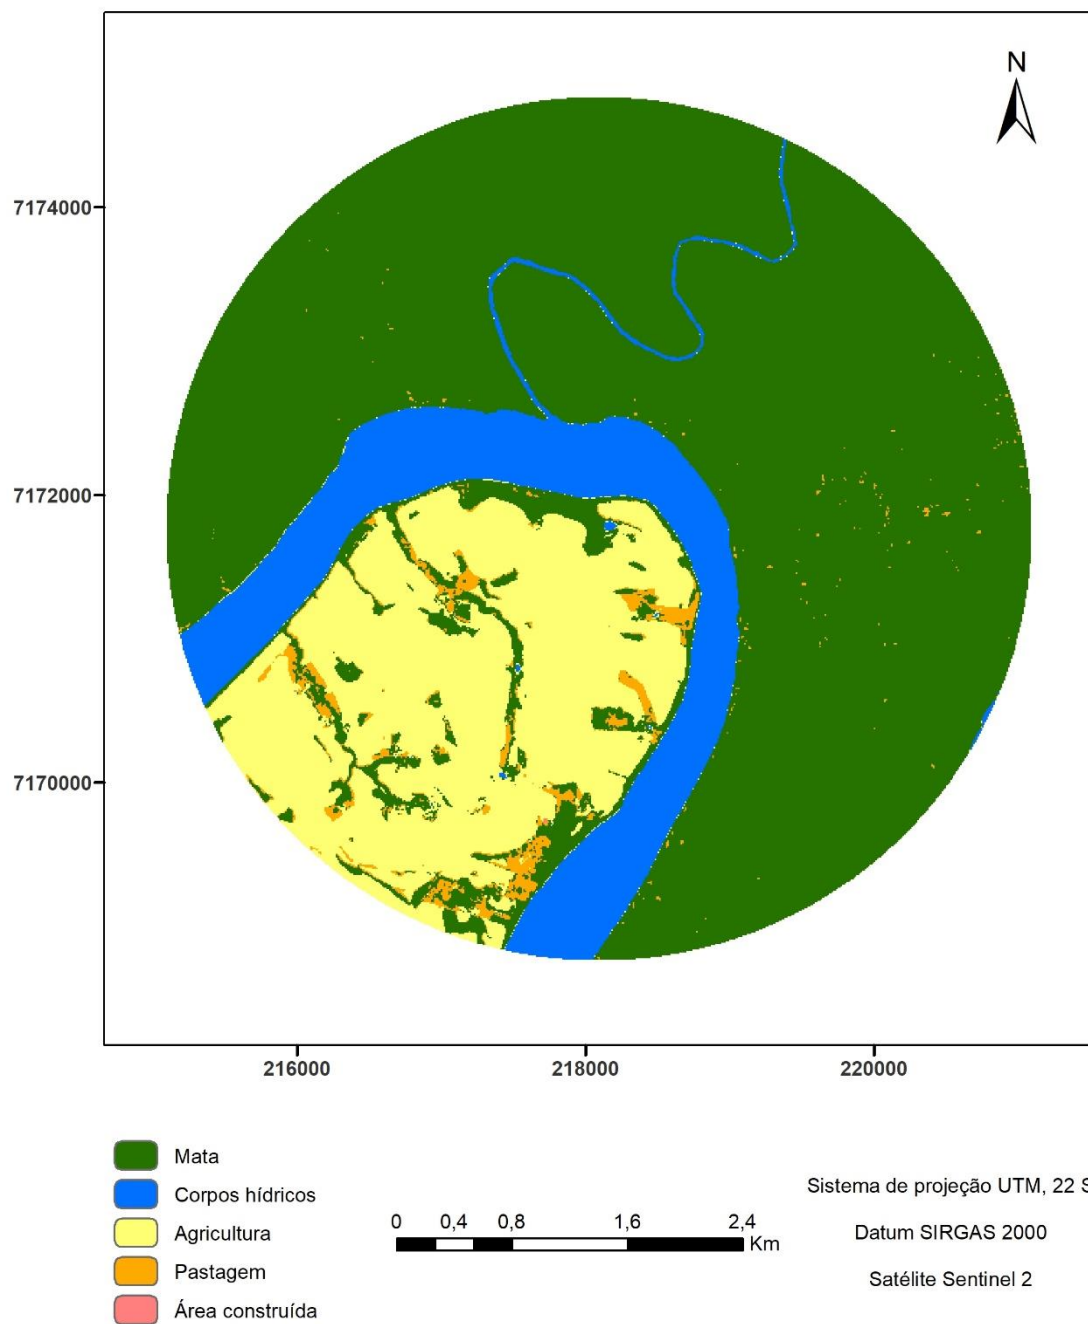 N
7174000
7172000
7170000
216000
218000
220000
Mata
Corpos hídricos
Agricultura
Pastagem
Área construída
0
0,4
0,8
1,6
2,4
Km
Sistema de projeção UTM, 22 S
Datum SIRGAS 2000
Satélite Sentinel 2